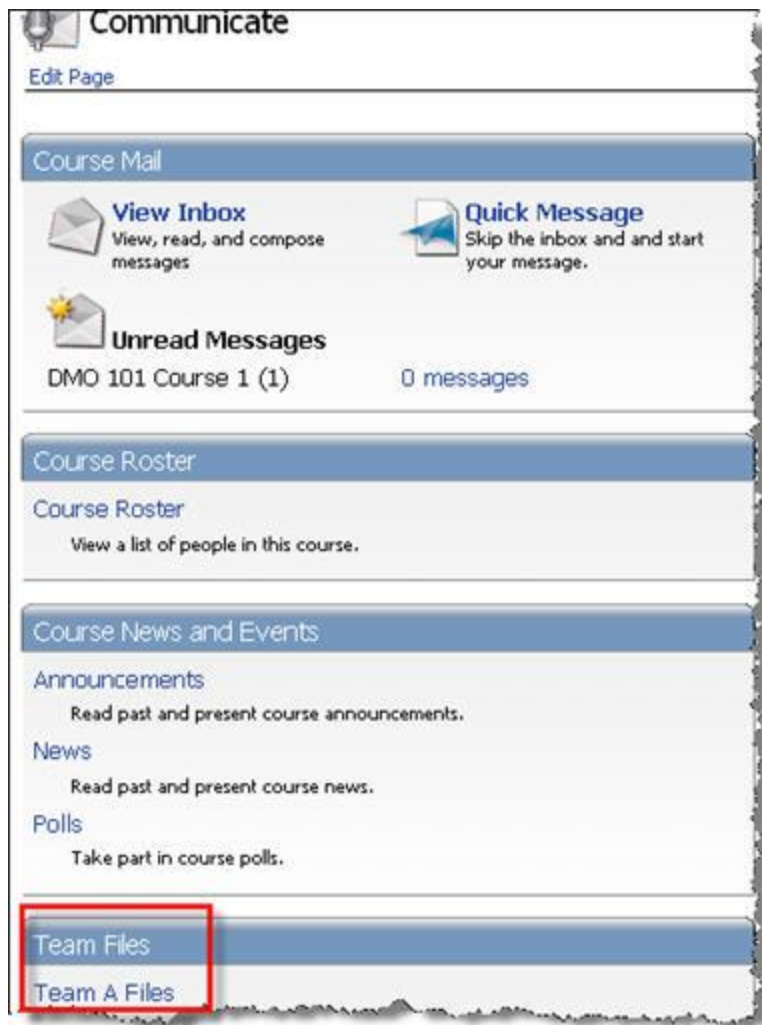 Communicate
Edit Page
Course Mail
View Inbox
View, read, and compose
messages
Quick Message
Skip the inbox and and start
your message.
Unread Messages
DMO 101 Course 1 (1) 0 messages
Course Roster
Course Roster
View a list of people in this course.
Course News and Events
Announcements
Read past and present course announcements.
News
Read past and present course news.
Polls
Take part in course polls.
Team Files
Team A Files